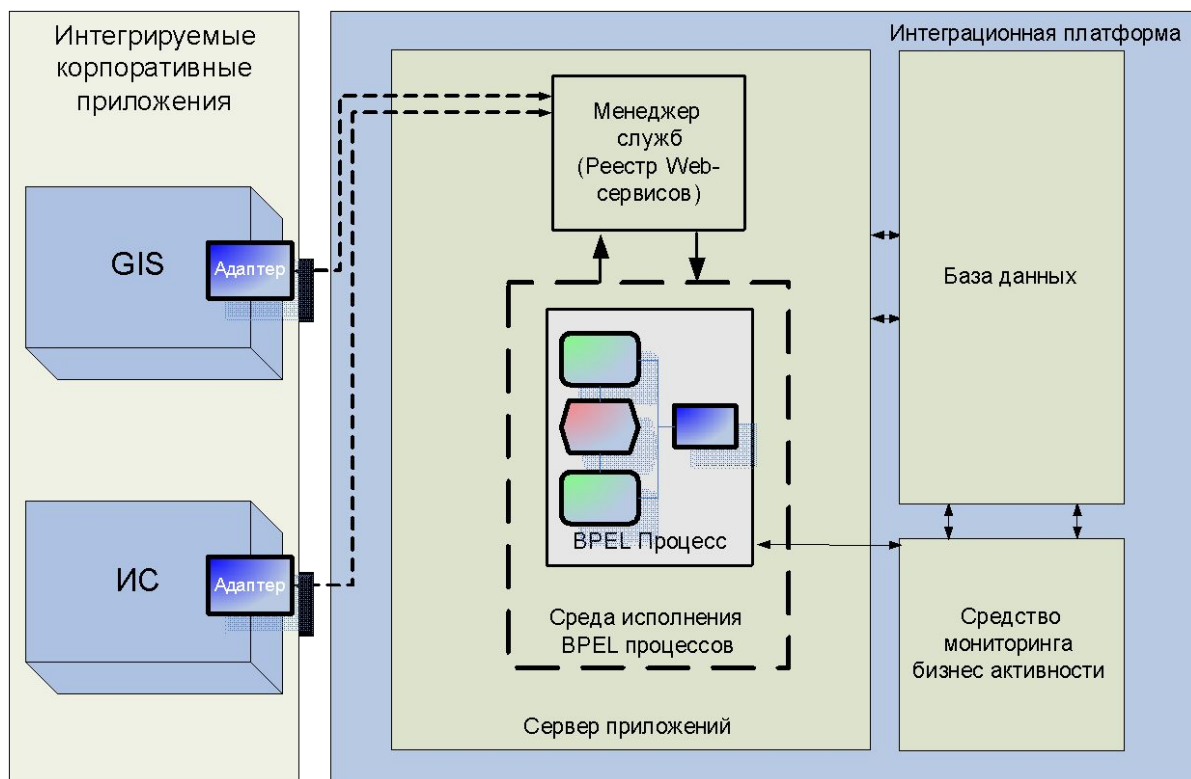 Интегрируемые
корпоративные
приложения
GIS
Адаптер
ИС
Адаптер
Интеграционная платформа
Менеджер
служб
(Реестр Web-
сервисов)
BPEL Процесс
Среда исполнения
BPEL процессов
Сервер приложений
База данных
Средство
мониторинга
бизнес активности